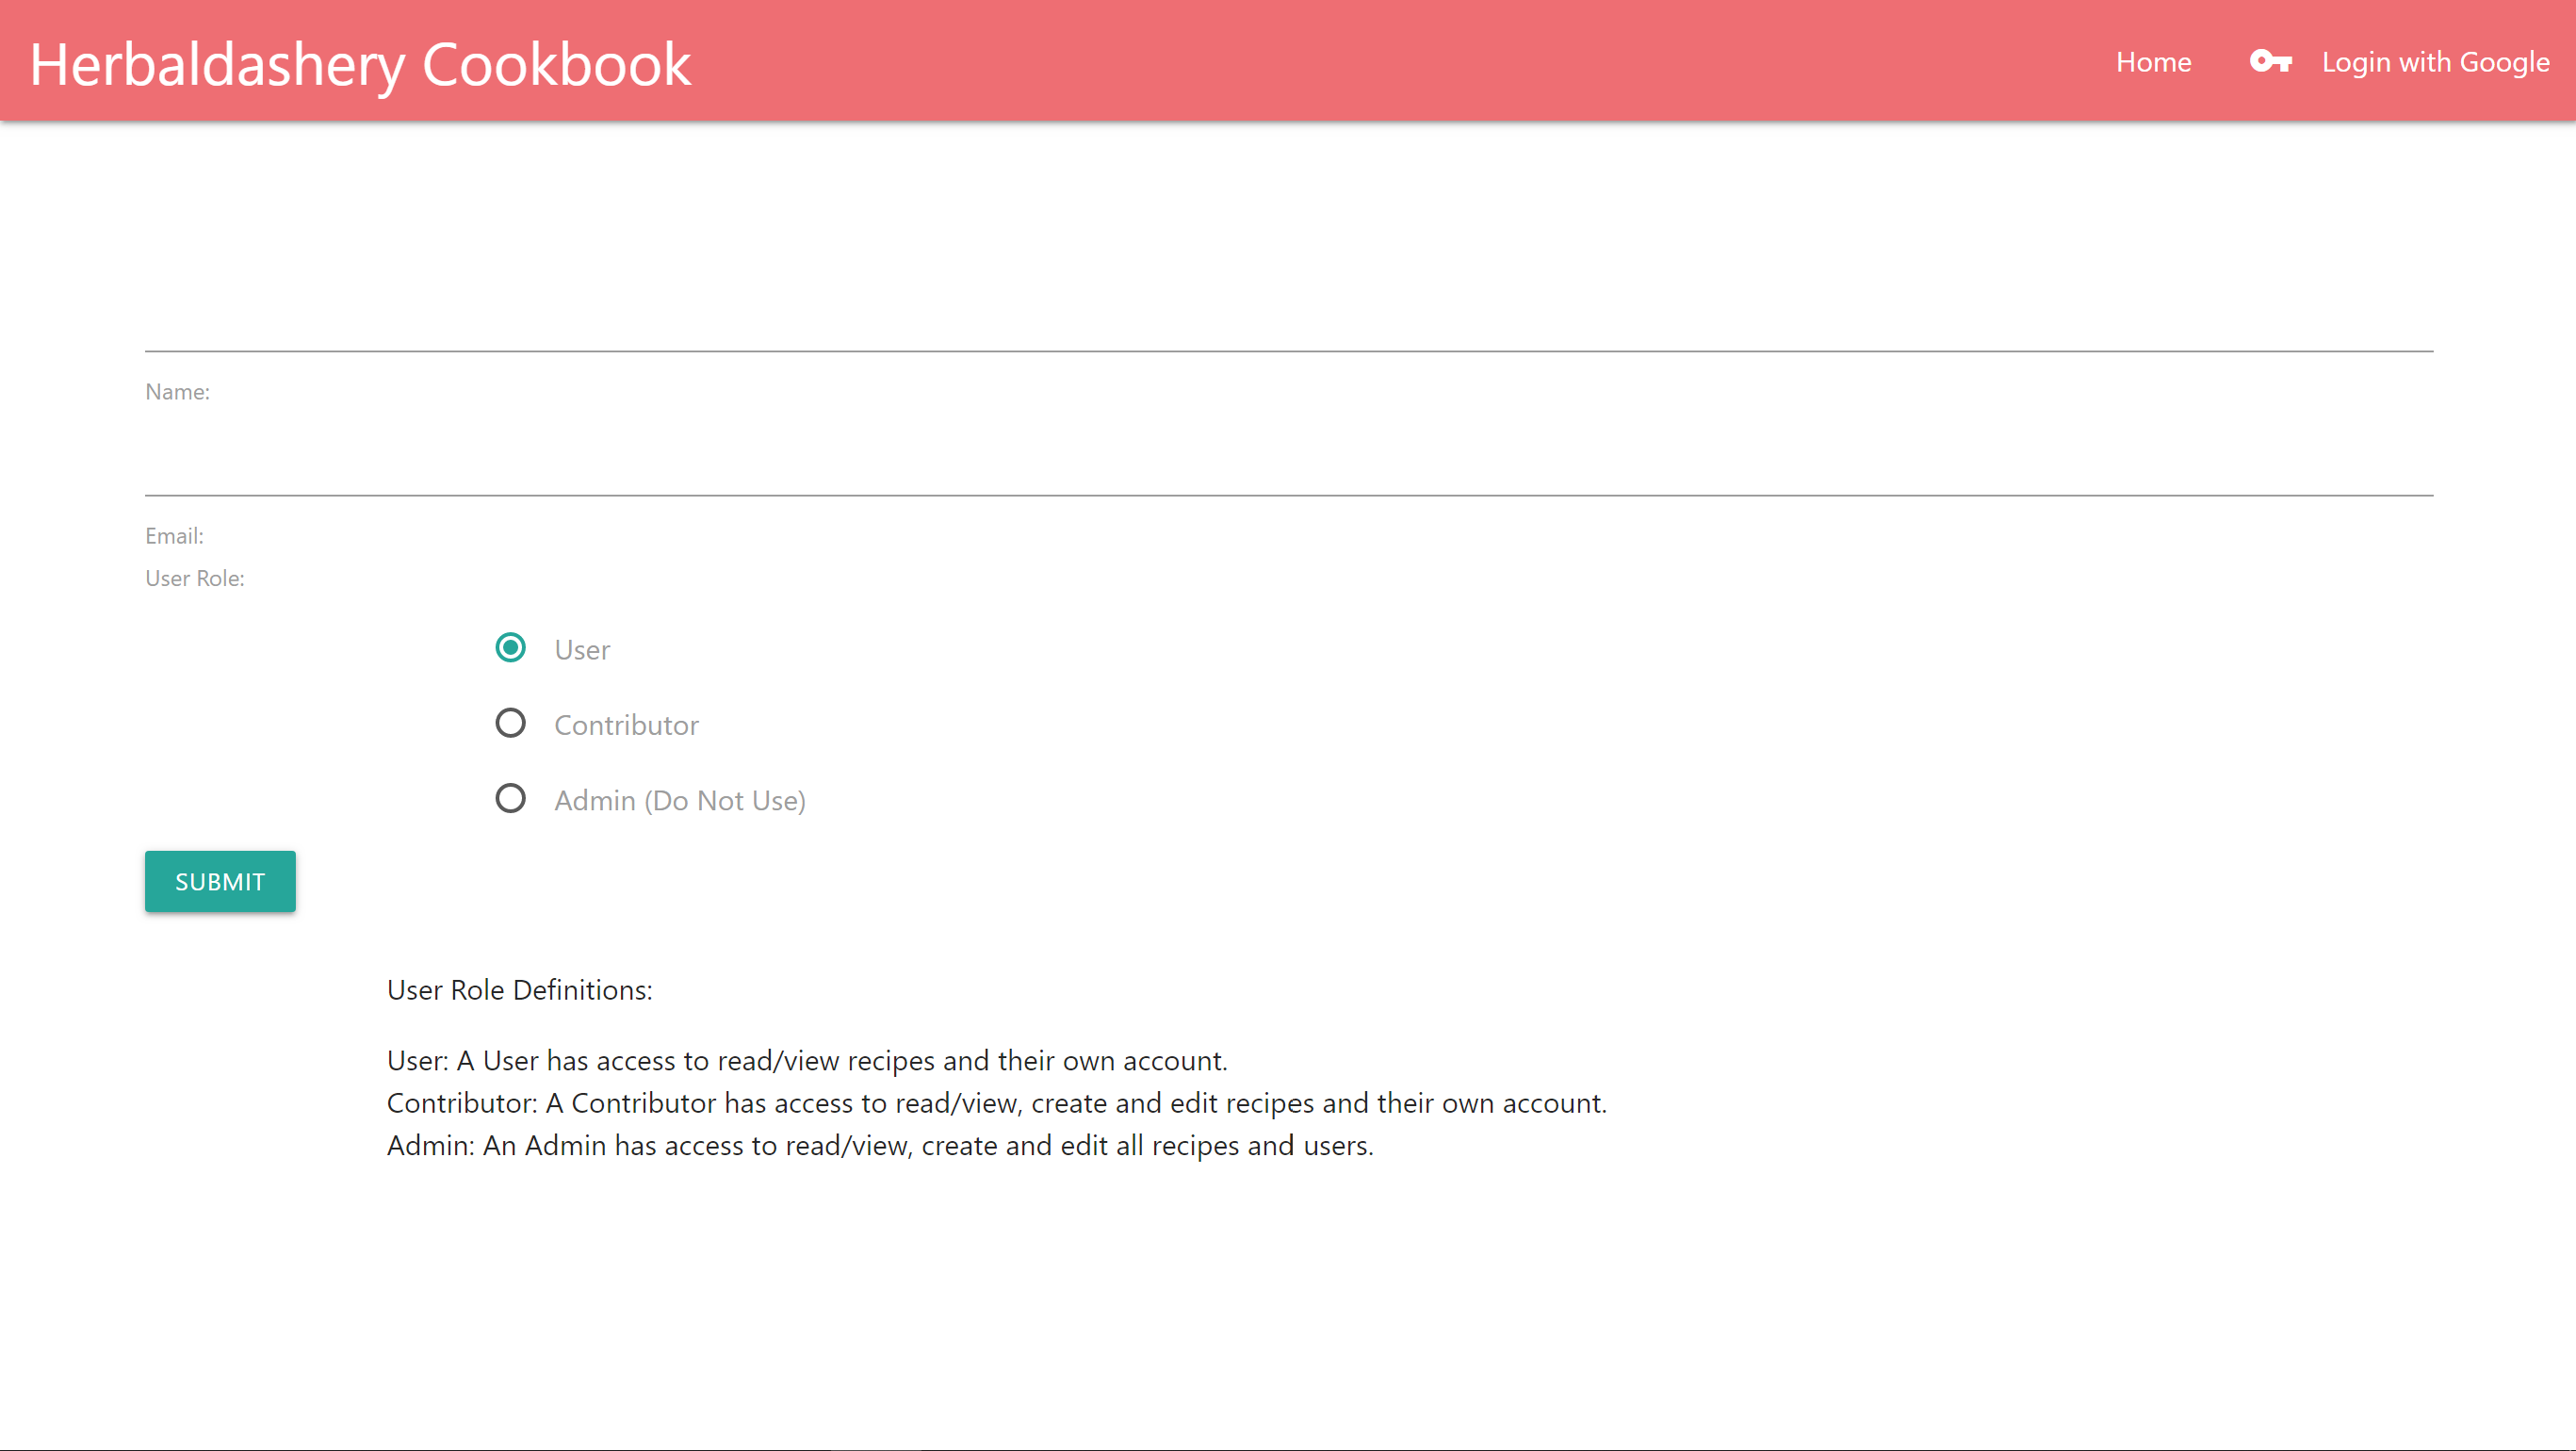 Herbaldashery Cookbook
Home
Login with Google
Name:
Email:
User Role:
User
Contributor
Admin (Do Not Use)
SUBMIT
User Role Definitions:
User: A User has access to read/view recipes and their own account.
Contributor: A Contributor has access to read/view, create and edit recipes and their own account.
Admin: An Admin has access to read/view, create and edit all recipes and users.